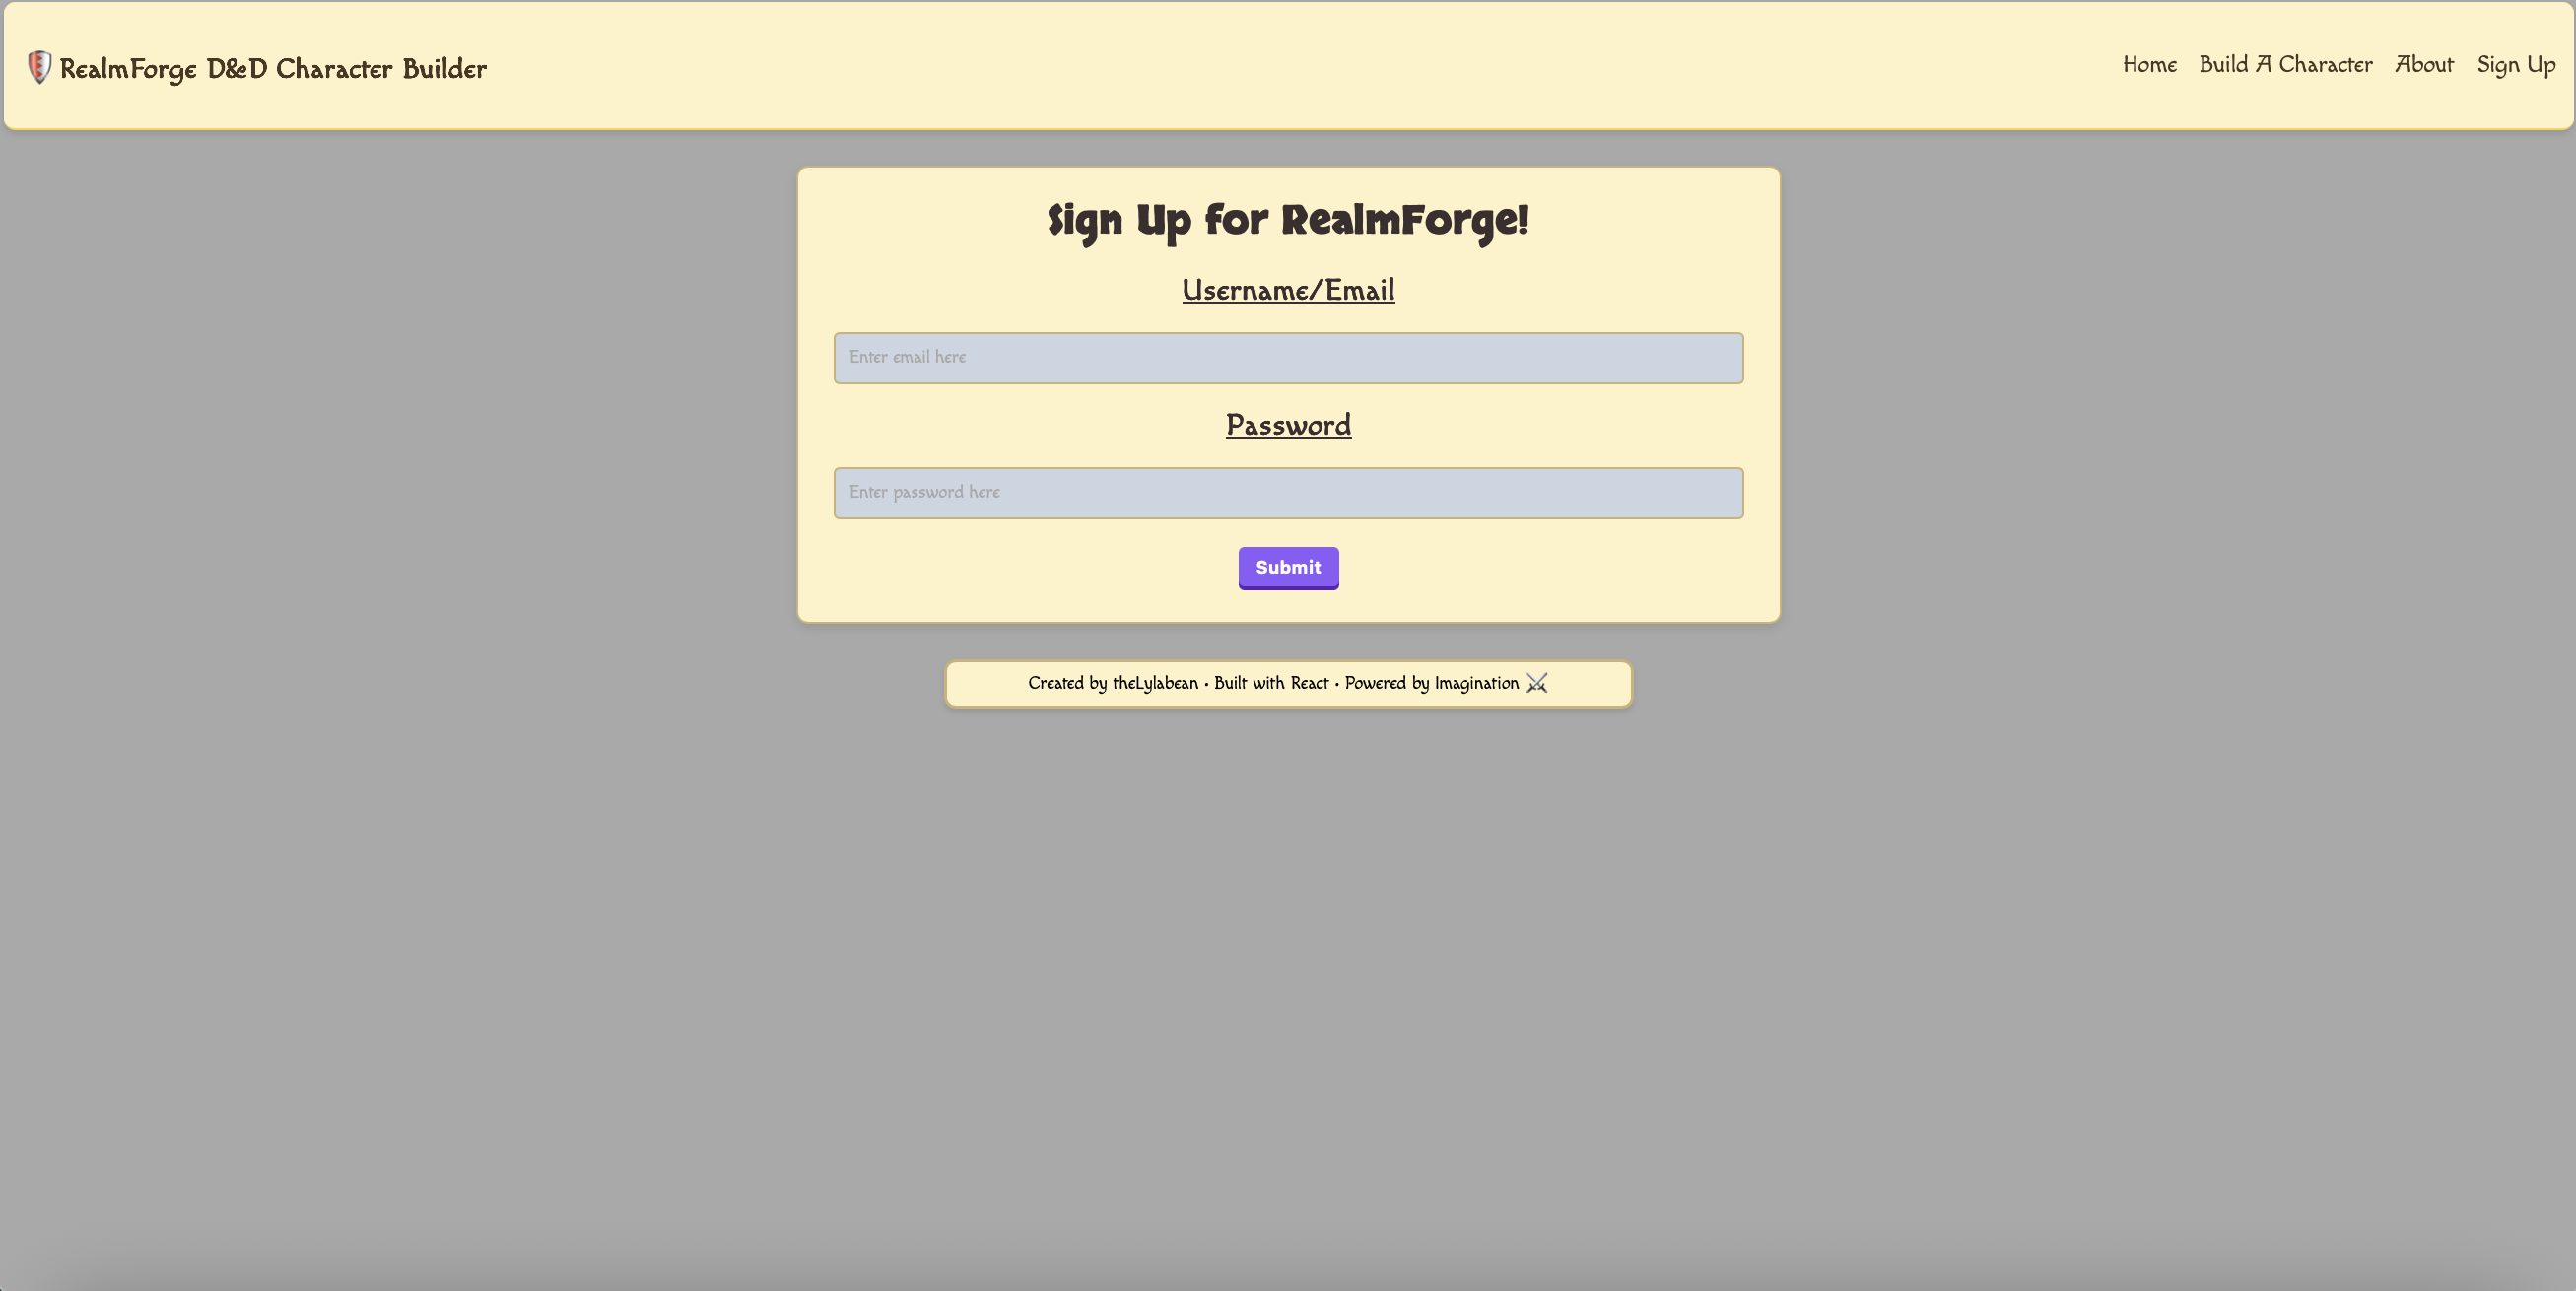 RealmForge D&D Character Builder
Home Build A Character About Sign Up
Sign Up for RealmForge!
Username/Email
Enter email here
Password
Enter password here
Submit
Created by theLylabean • Built with React • Powered by Imagination ⚔️